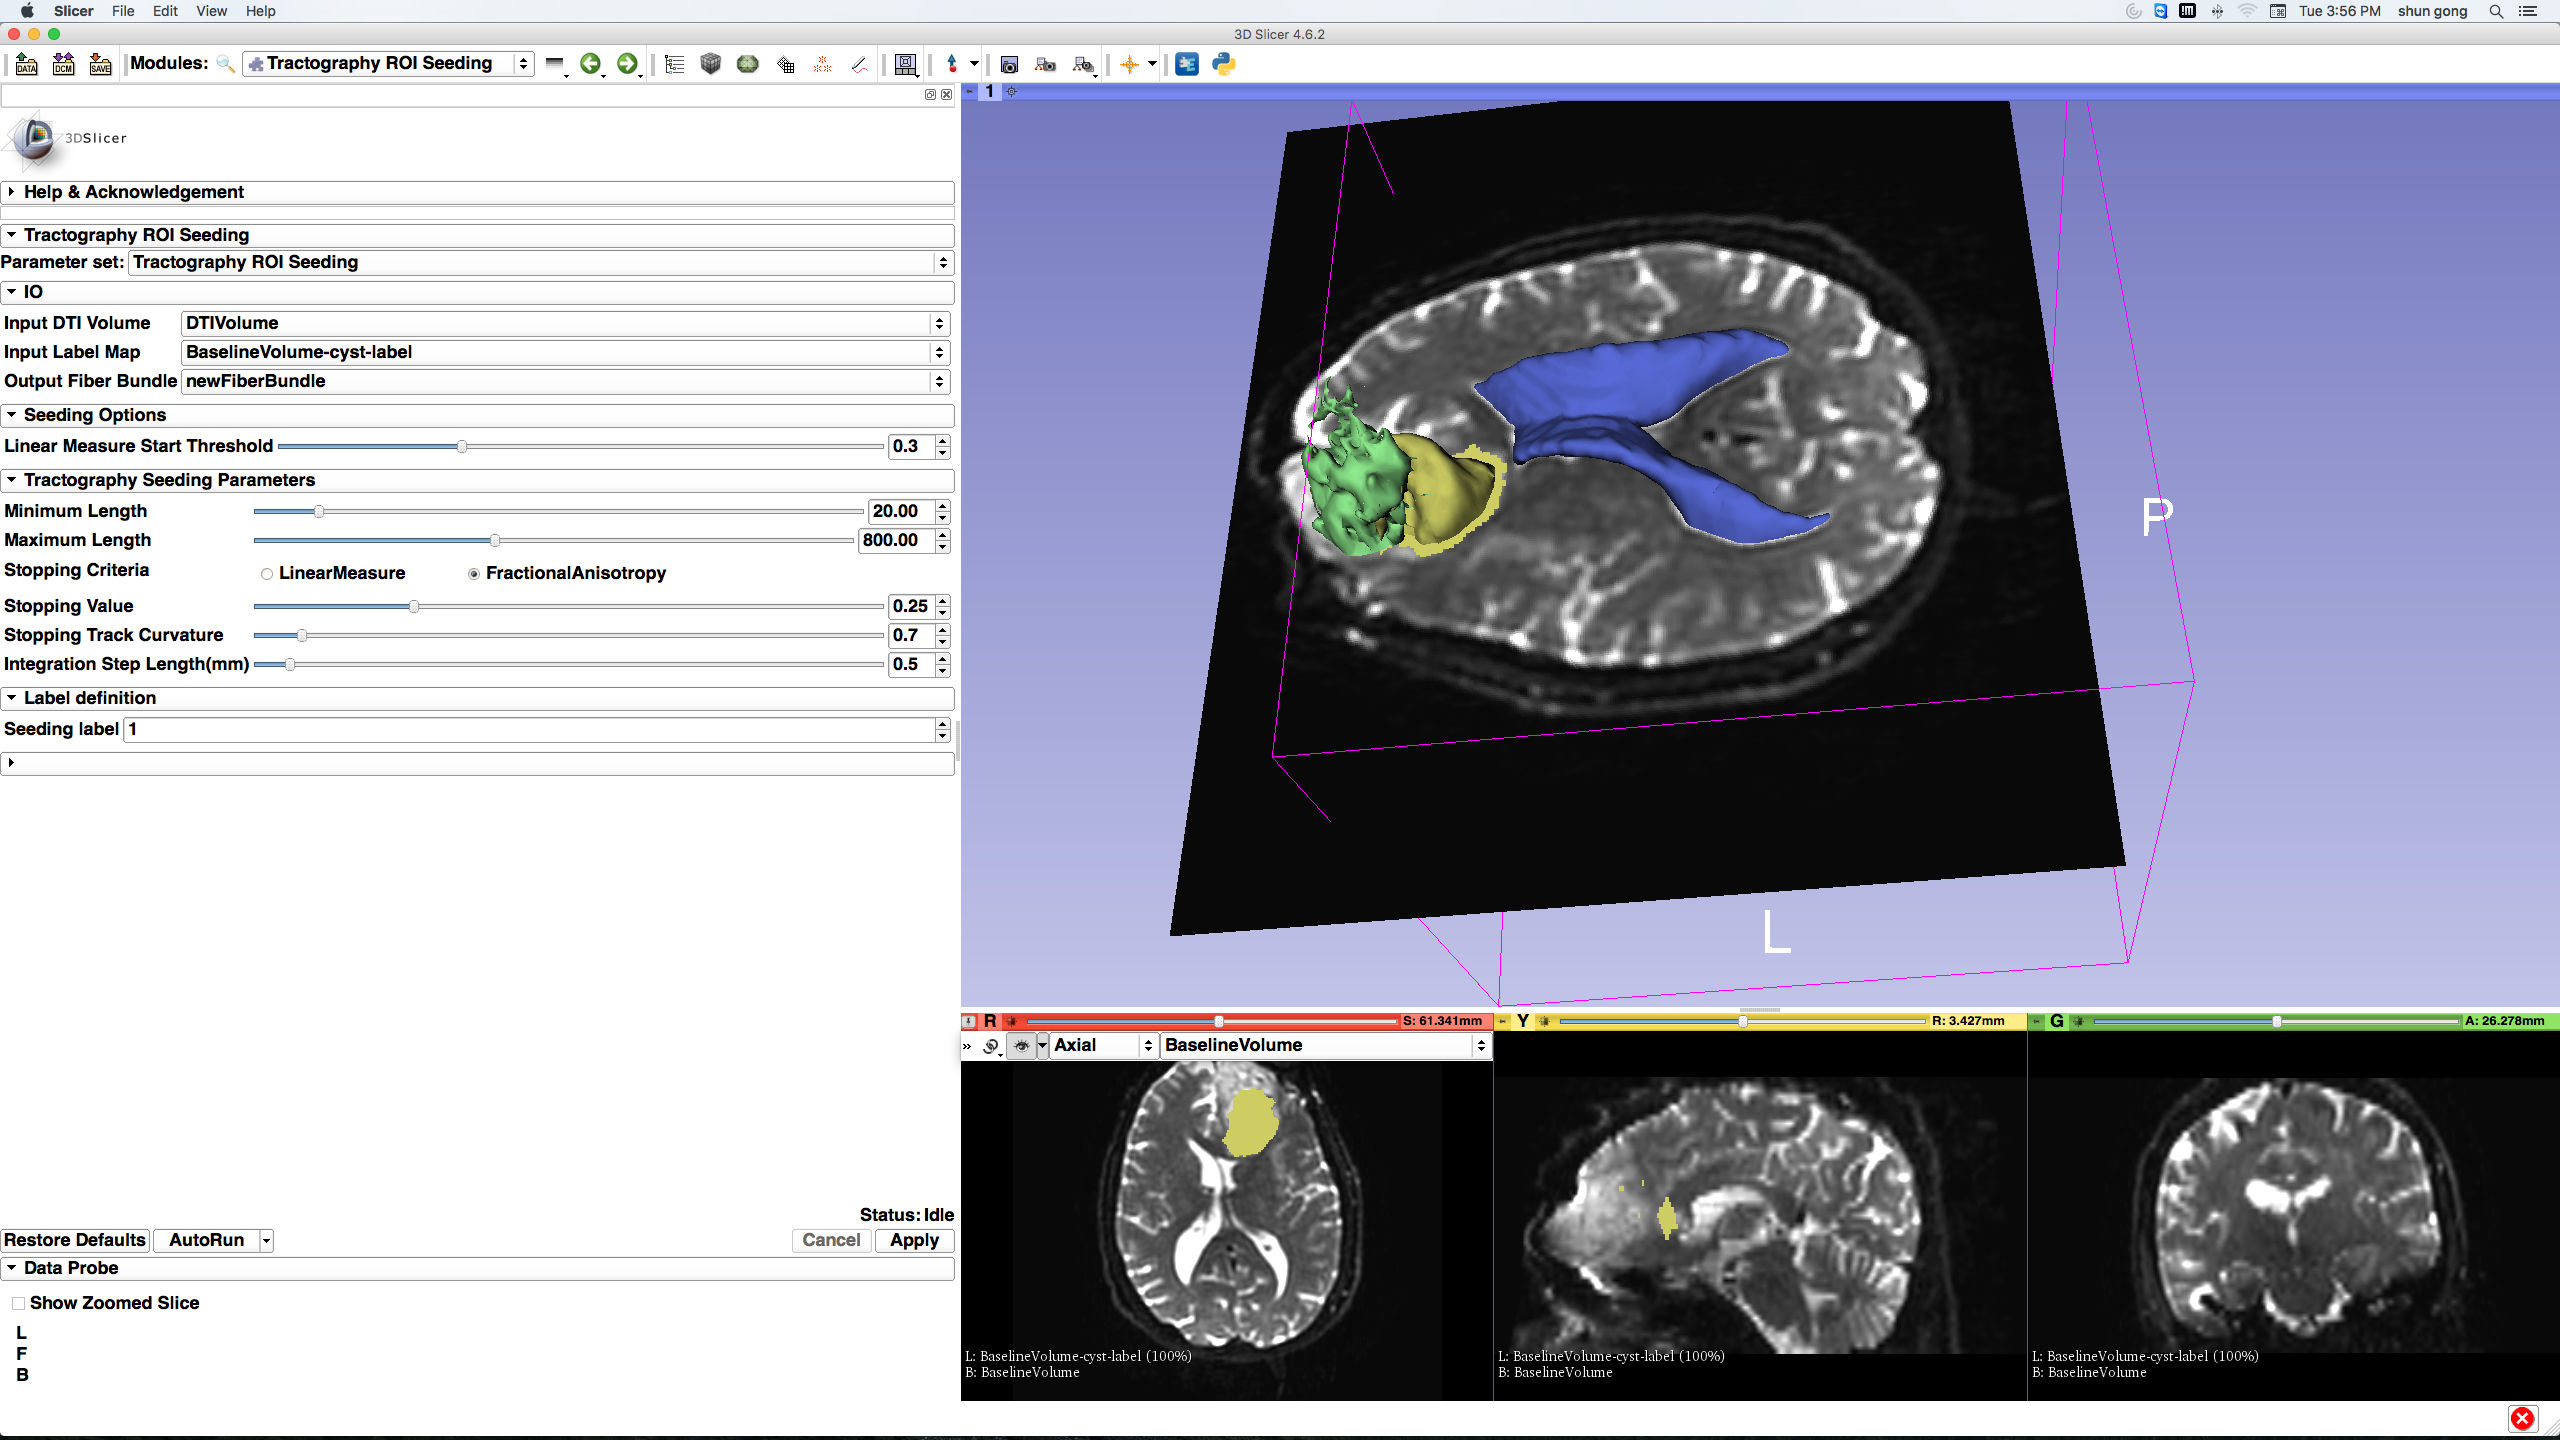 Slicer File Edit View Help Tue 3:56 PM shun gong
3D Slicer 4.6.2
DATA DCM SAVE Modules: Tractography ROI Seeding
1
3DSlicer
Help & Acknowledgement
Tractography ROI Seeding
Parameter set: Tractography ROI Seeding
IO
Input DTI Volume DTIVolume
Input Label Map BaselineVolume-cyst-label
Output Fiber Bundle newFiberBundle
Seeding Options
Linear Measure Start Threshold 0.3
Tractography Seeding Parameters
Minimum Length 20.00
Maximum Length 800.00
Stopping Criteria LinearMeasure FractionalAnisotropy
Stopping Value 0.25
Stopping Track Curvature 0.7
Integration Step Length(mm) 0.5
Label definition
Seeding label 1
Status: Idle
Restore Defaults AutoRun Cancel Apply
Data Probe
Show Zoomed Slice
L
F
B
P
L
R S: 61.341mm
Axial BaselineVolume
L: BaselineVolume-cyst-label (100%)
B: BaselineVolume
Y R: 3.427mm
L: BaselineVolume-cyst-label (100%)
B: BaselineVolume
G A: 26.278mm
L: BaselineVolume-cyst-label (100%)
B: BaselineVolume